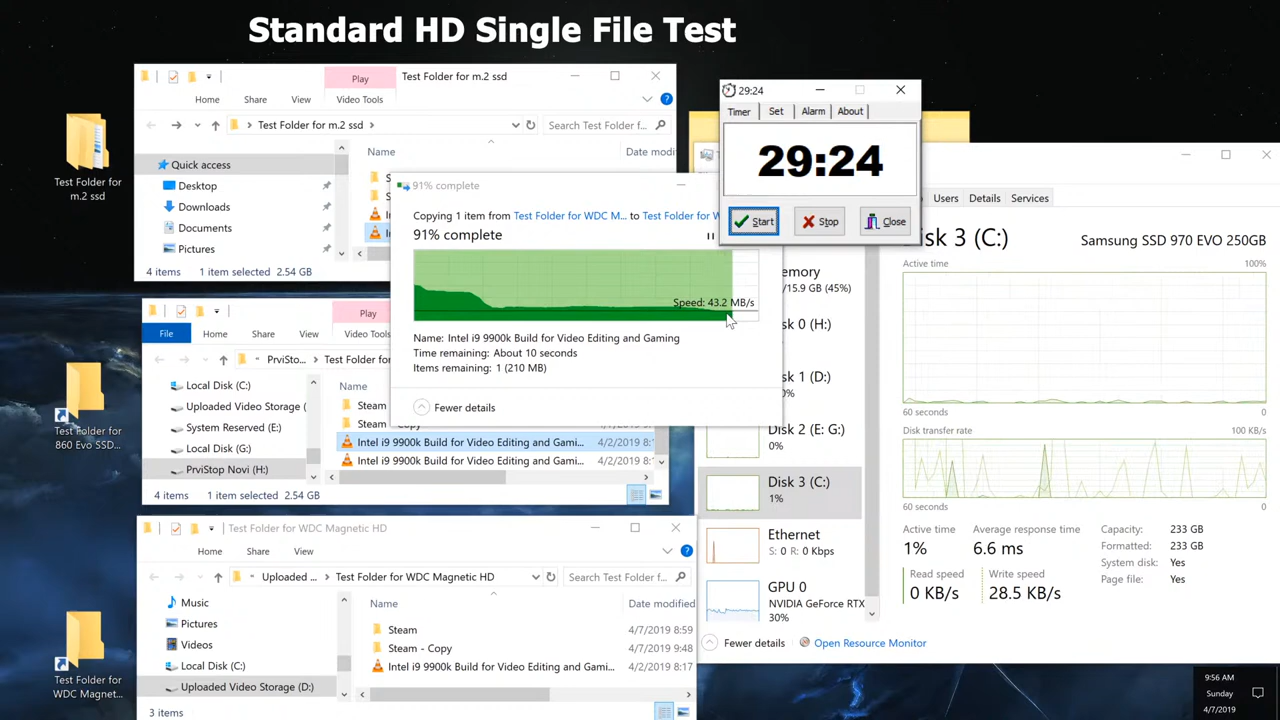 Standard HD Single File Test
Play
Test Folder for m.2 ssd
Home
Share
View
Video Tools
Test Folder for m.2 ssd
Search Test Folder f...
Quick access
Desktop
Downloads
Documents
Pictures
Name
Date modi
4 items
1 item selected 2.54 GB
Test Folder for
m.2 ssd
91% complete
Copying 1 item from Test Folder for WDC M... to Test Folder for W
91% complete
Speed: 43.2 MB/s
Name: Intel i9 9900k Build for Video Editing and Gaming
Time remaining: About 10 seconds
Items remaining: 1 (210 MB)
Fewer details
29:24
Timer
Set
Alarm
About
29:24
Start
Stop
Close
Users
Details
Services
sk 3 (C:)
Samsung SSD 970 EVO 250GB
Active time
100%
60 seconds
0
Disk transfer rate
100 KB/s
60 seconds
0
Active time
1%
Average response time
6.6 ms
Read speed
0 KB/s
Write speed
28.5 KB/s
Capacity:
233 GB
Formatted:
233 GB
System disk:
Yes
Page file:
Yes
emory
/15.9 GB (45%)
sk 0 (H:)
sk 1 (D:)
0%
Disk 2 (E: G:)
0%
Disk 3 (C:)
1%
Ethernet
S: 0 R: 0 Kbps
GPU 0
NVIDIA GeForce RTX
30%
Fewer details
Open Resource Monitor
Play
File
Home
Share
View
Video Tools
PrviStop...
Test Folder for
Local Disk (C:)
Uploaded Video Storage (
System Reserved (E:)
Local Disk (G:)
PrviStop Novi (H:)
Name
Steam
Steam - Copy
Intel i9 9900k Build for Video Editing and Gami...
4/2/2019 8:1
Intel i9 9900k Build for Video Editing and Gami...
4/2/2019 8:1
4 items
1 item selected 2.54 GB
Test Folder for
860 Evo SSD...
Test Folder for WDC Magnetic HD
Home
Share
View
Uploaded ...
Test Folder for WDC Magnetic HD
Search Test Folder f...
Music
Pictures
Videos
Local Disk (C:)
Uploaded Video Storage (D:)
Name
Date modified
Steam
4/7/2019 8:59
Steam - Copy
4/7/2019 9:48
Intel i9 9900k Build for Video Editing and Gami...
4/2/2019 8:17
3 items
Test Folder for
WDC Magnet...
9:56 AM
Sunday
4/7/2019